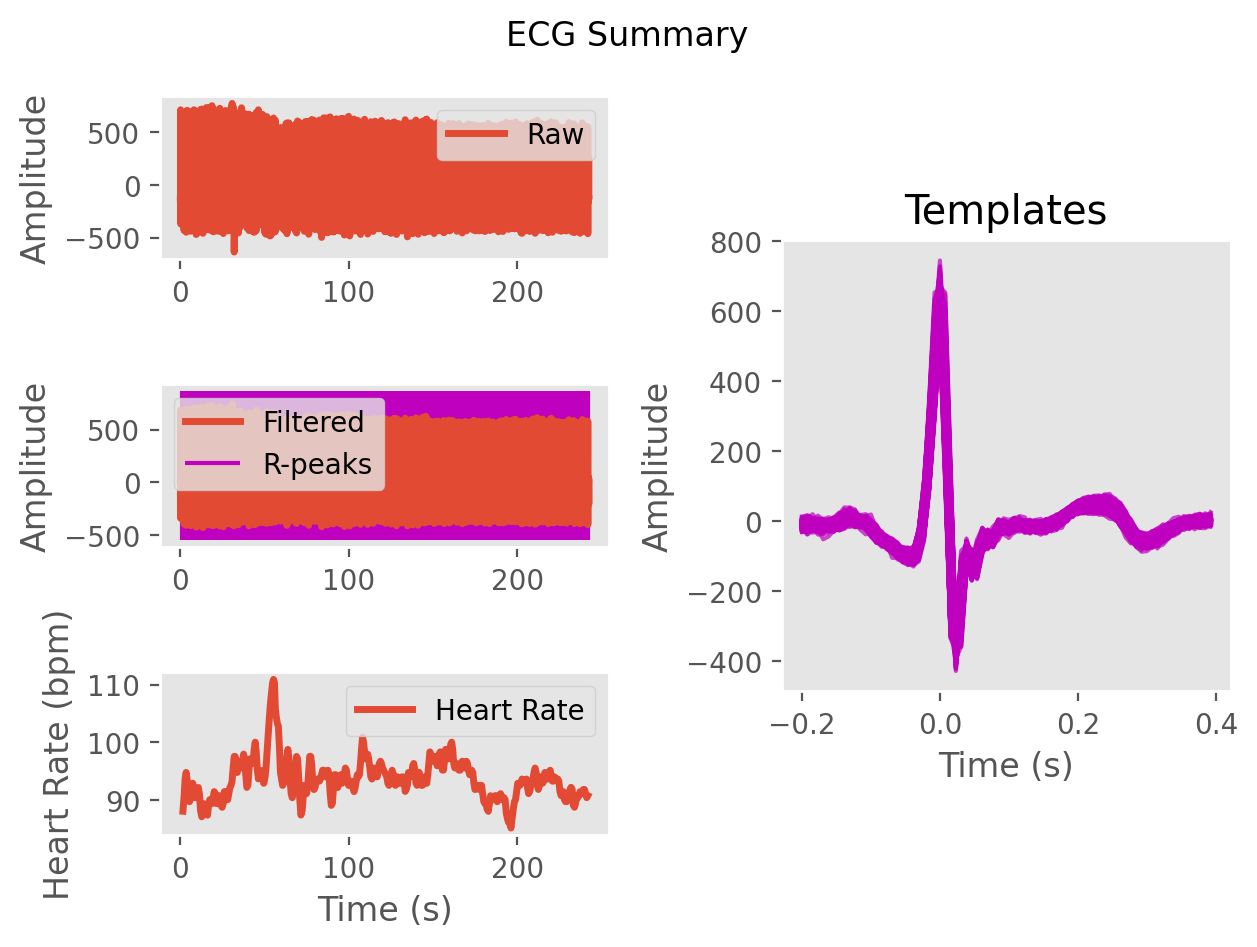 ECG Summary
Amplitude
500
0
−500
Raw
0 100 200
Amplitude
500
0
−500
Filtered
R-peaks
0 100 200
Heart Rate (bpm)
110
100
90
Heart Rate
0 100 200
Time (s)
Templates
Amplitude
800
600
400
200
0
−200
−400
−0.2 0.0 0.2 0.4
Time (s)